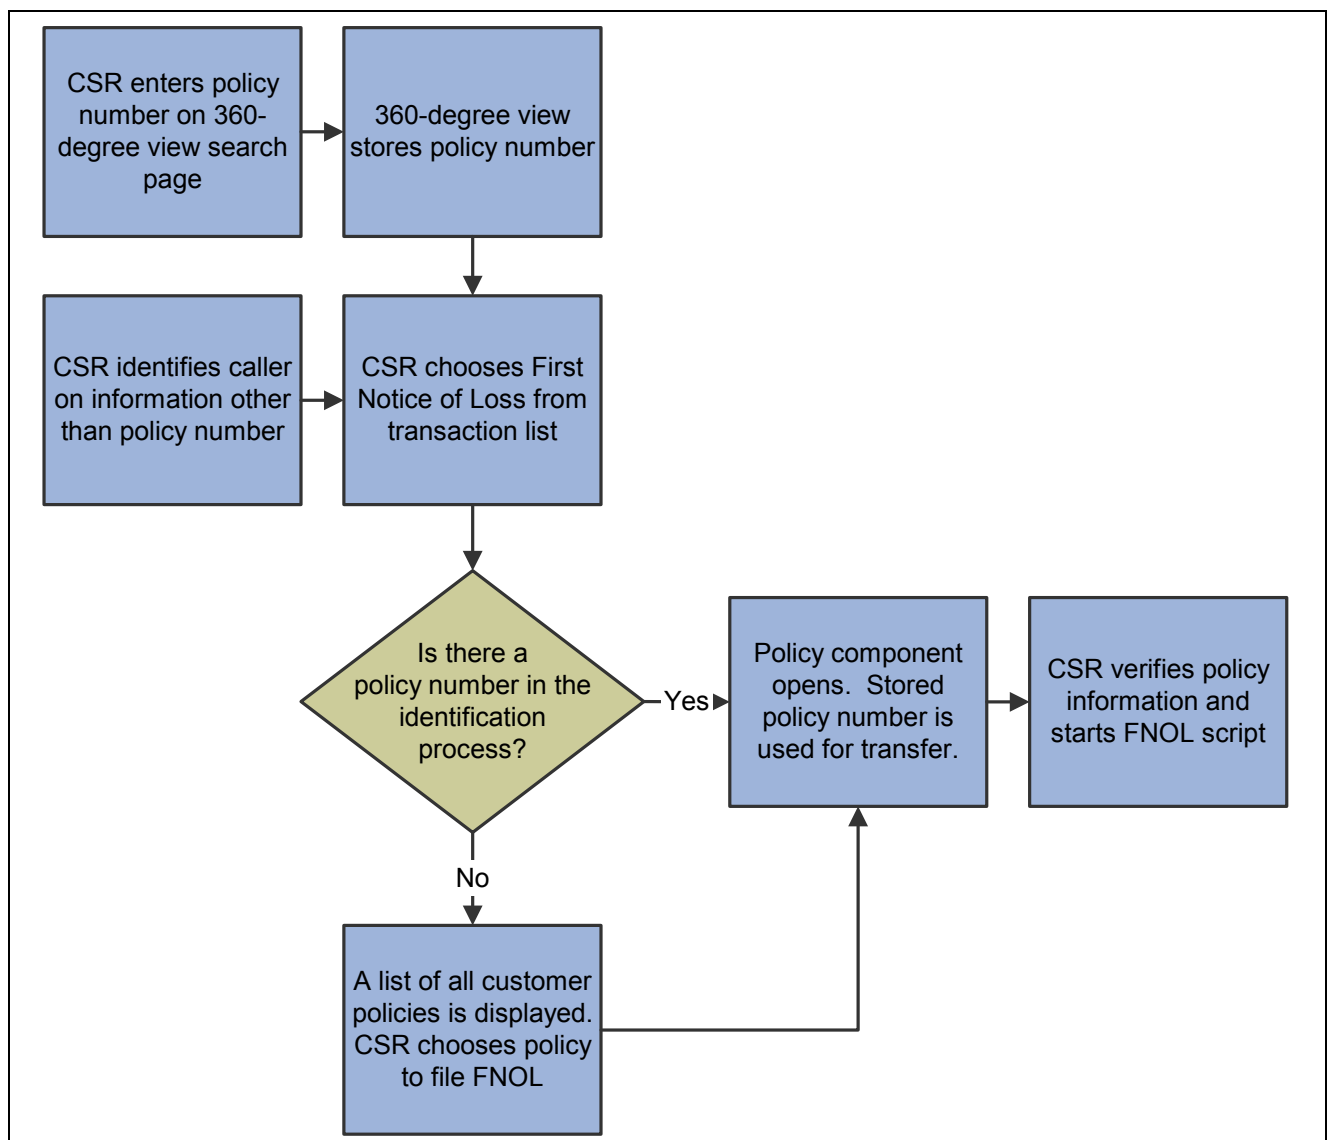 CSR enters policy
number on 360-
degree view search
page
360-degree view
stores policy number
CSR identifies caller
on information other
than policy number
CSR chooses First
Notice of Loss from
transaction list
Is there a
policy number in the
identification
process?
Yes
Policy component
opens.  Stored
policy number is
used for transfer.
CSR verifies policy
information and
starts FNOL script
No
A list of all customer
policies is displayed.
CSR chooses policy
to file FNOL